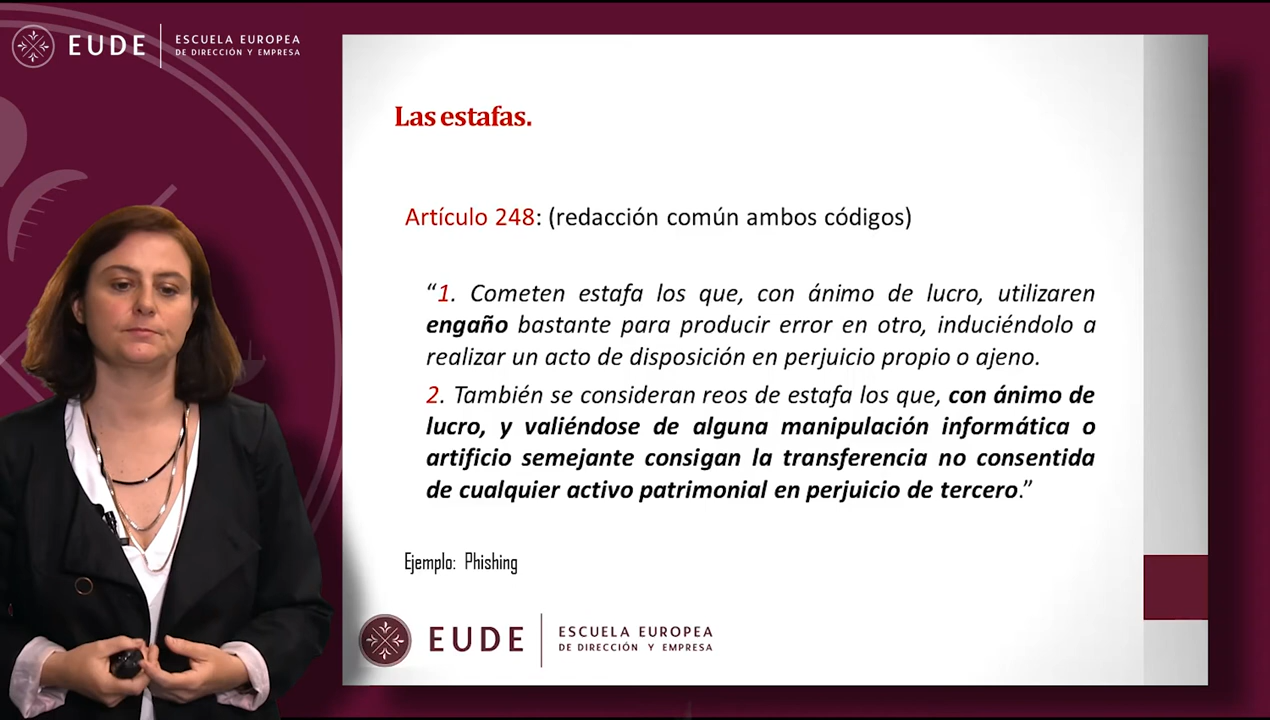 EUDE
ESCUELA EUROPEA
DE DIRECCIÓN Y EMPRESA
Las estafas.
Artículo 248: (redacción común ambos códigos)
“1. Cometen estafa los que, con ánimo de lucro, utilizaren
engaño bastante para producir error en otro, induciéndolo a
realizar un acto de disposición en perjuicio propio o ajeno.
2. También se consideran reos de estafa los que, con ánimo de
lucro, y valiéndose de alguna manipulación informática o
artificio semejante consigan la transferencia no consentida
de cualquier activo patrimonial en perjuicio de tercero.”
Ejemplo: Phishing
EUDE
ESCUELA EUROPEA
DE DIRECCIÓN Y EMPRESA